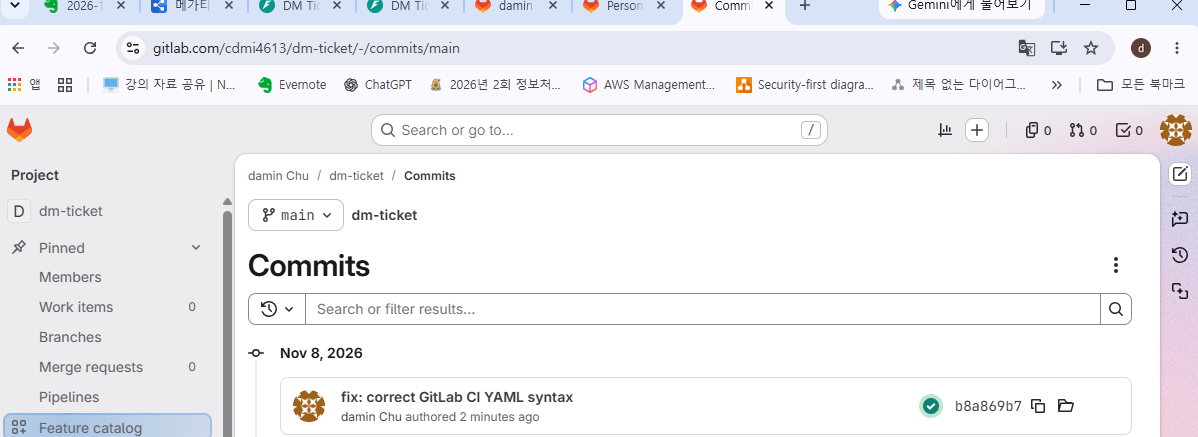 2026-1
메가티
DM Tic
DM Tic
damin
Person
Commi
Gemini에게 물어보기
gitlab.com/cdmi4613/dm-ticket/-/commits/main
d
앱
강의 자료 공유 | N...
Evernote
ChatGPT
2026년 2회 정보처...
AWS Management...
Security-first diagra...
제목 없는 다이어그...
모든 북마크
Search or go to...
/
0
0
0
Project
D dm-ticket
Pinned
Members
Work items 0
Branches
Merge requests 0
Pipelines
Feature catalog
damin Chu / dm-ticket / Commits
main dm-ticket
Commits
Search or filter results...
Nov 8, 2026
fix: correct GitLab CI YAML syntax
damin Chu authored 2 minutes ago
b8a869b7